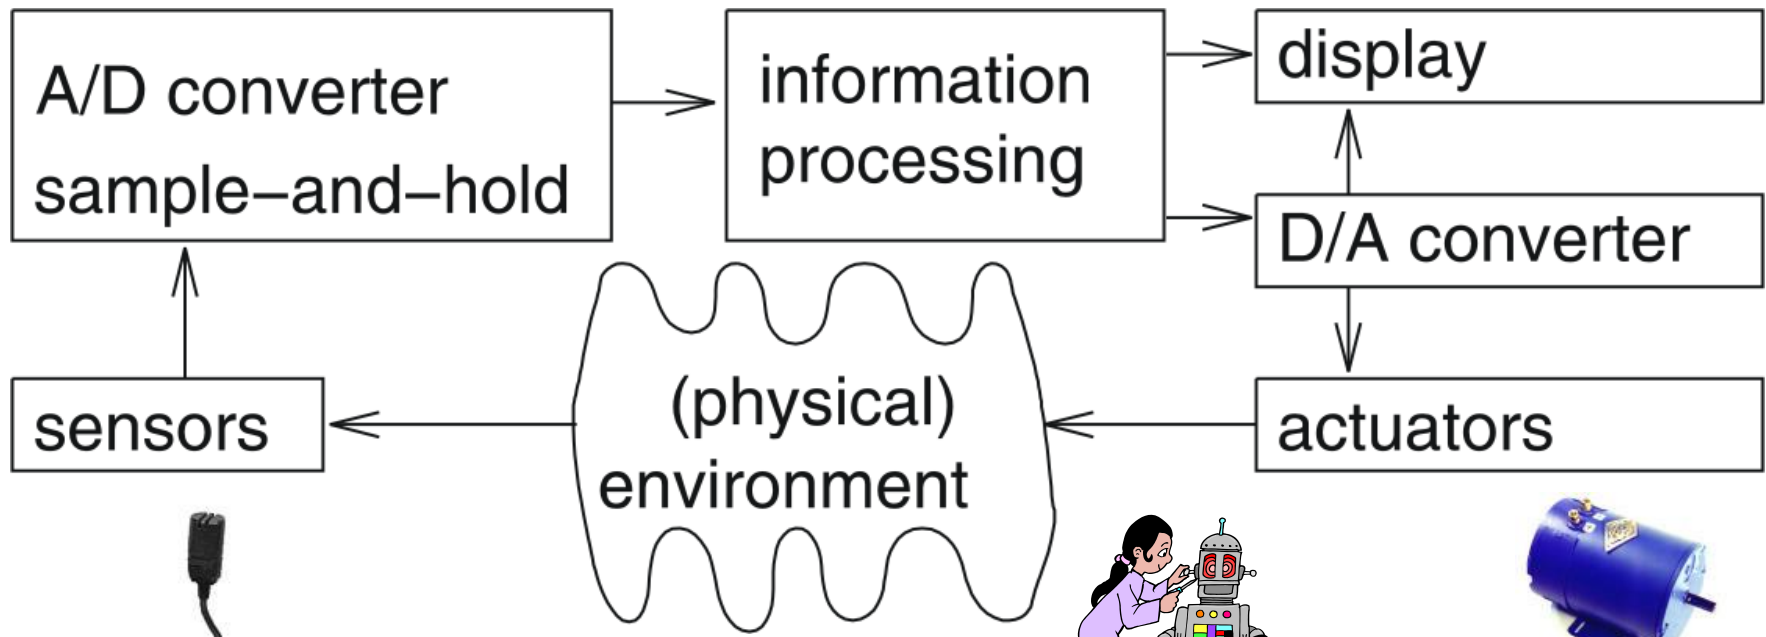 A/D converter
sample–and–hold
information
processing
display
D/A converter
sensors
(physical)
environment
actuators